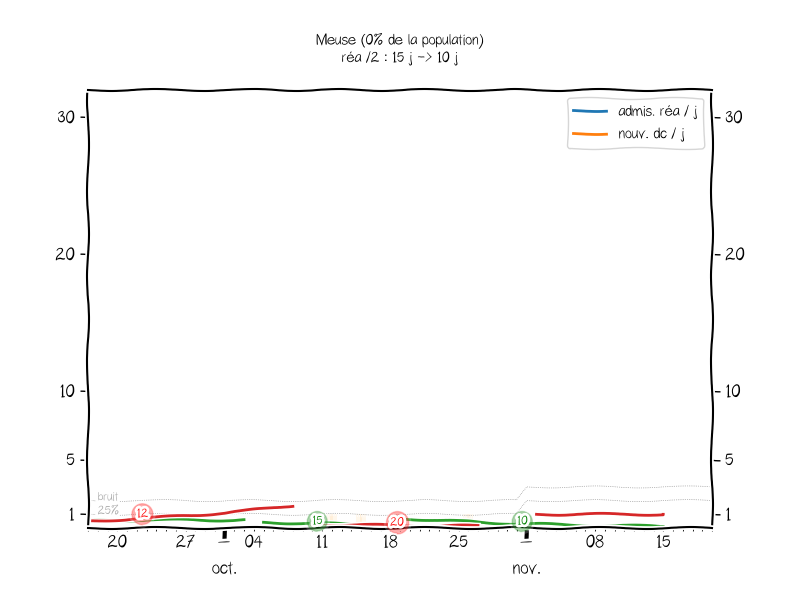 Meuse (0% de la population)
réa /2 : 15 j -> 10 j
admis. réa / j
nouv. dc / j
30 30
20 20
10 10
5 5
bruit
25%
1 1
12 15 20 10
20 27 04 11 18 25 08 15
oct. nov.